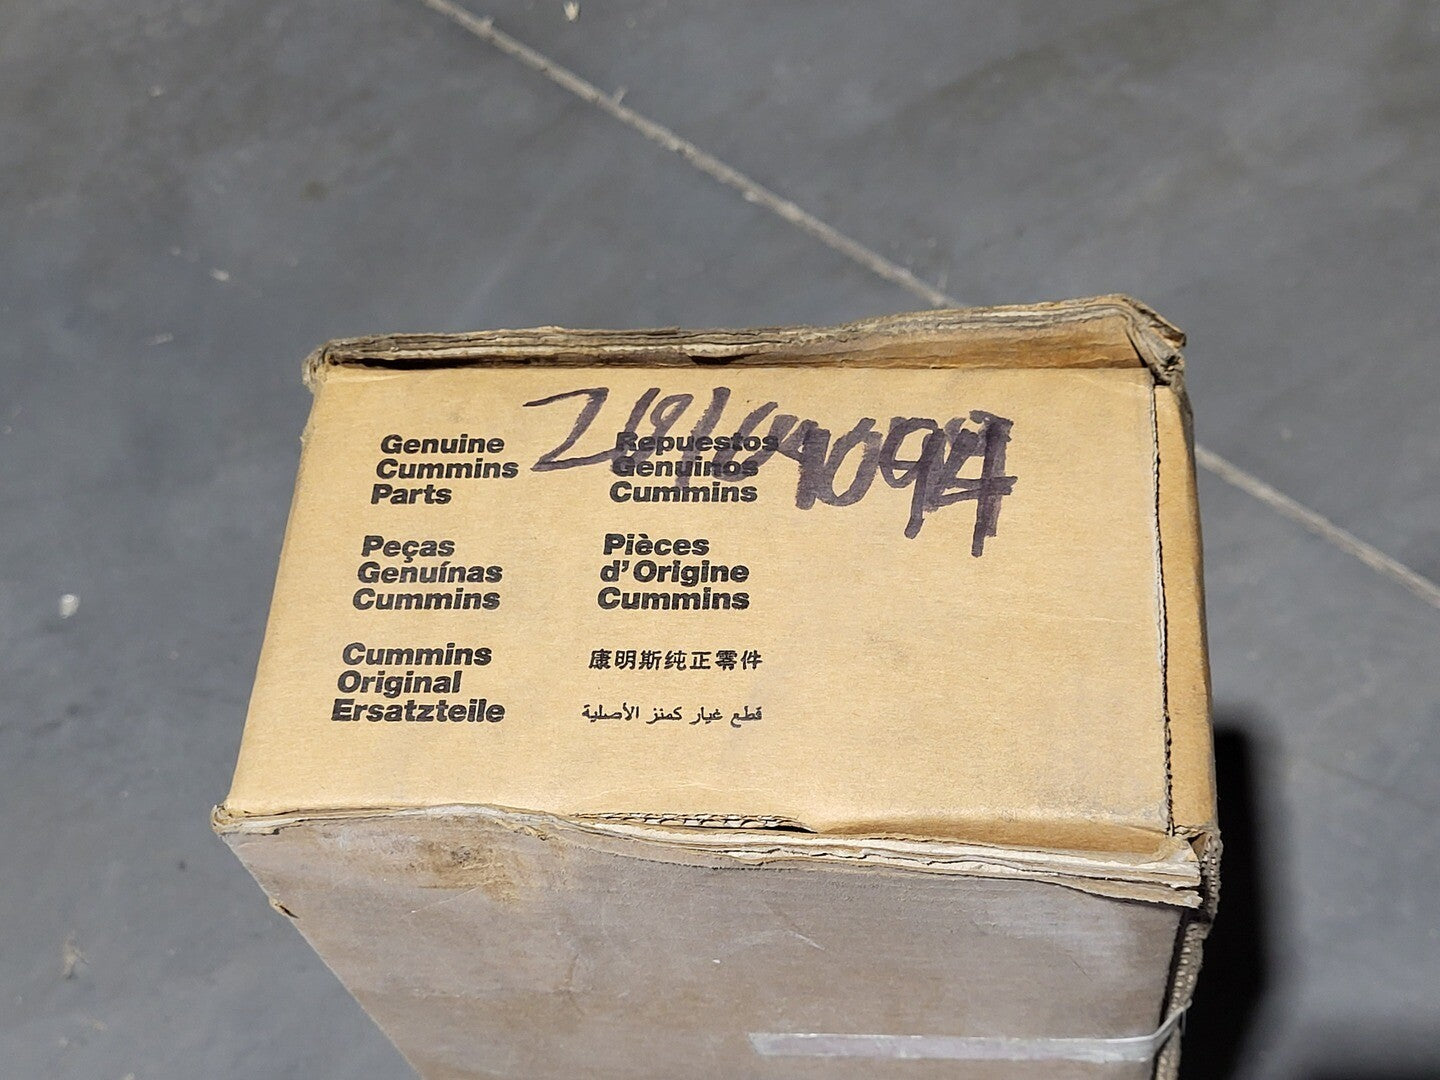 Genuine
Cummins
Parts
Repuestos
Genuinos
Cummins
Peças
Genuínas
Cummins
Pièces
d'Origine
Cummins
Cummins
Original
Ersatzteile
康明斯纯正零件
قطع غيار كمنز الأصلية